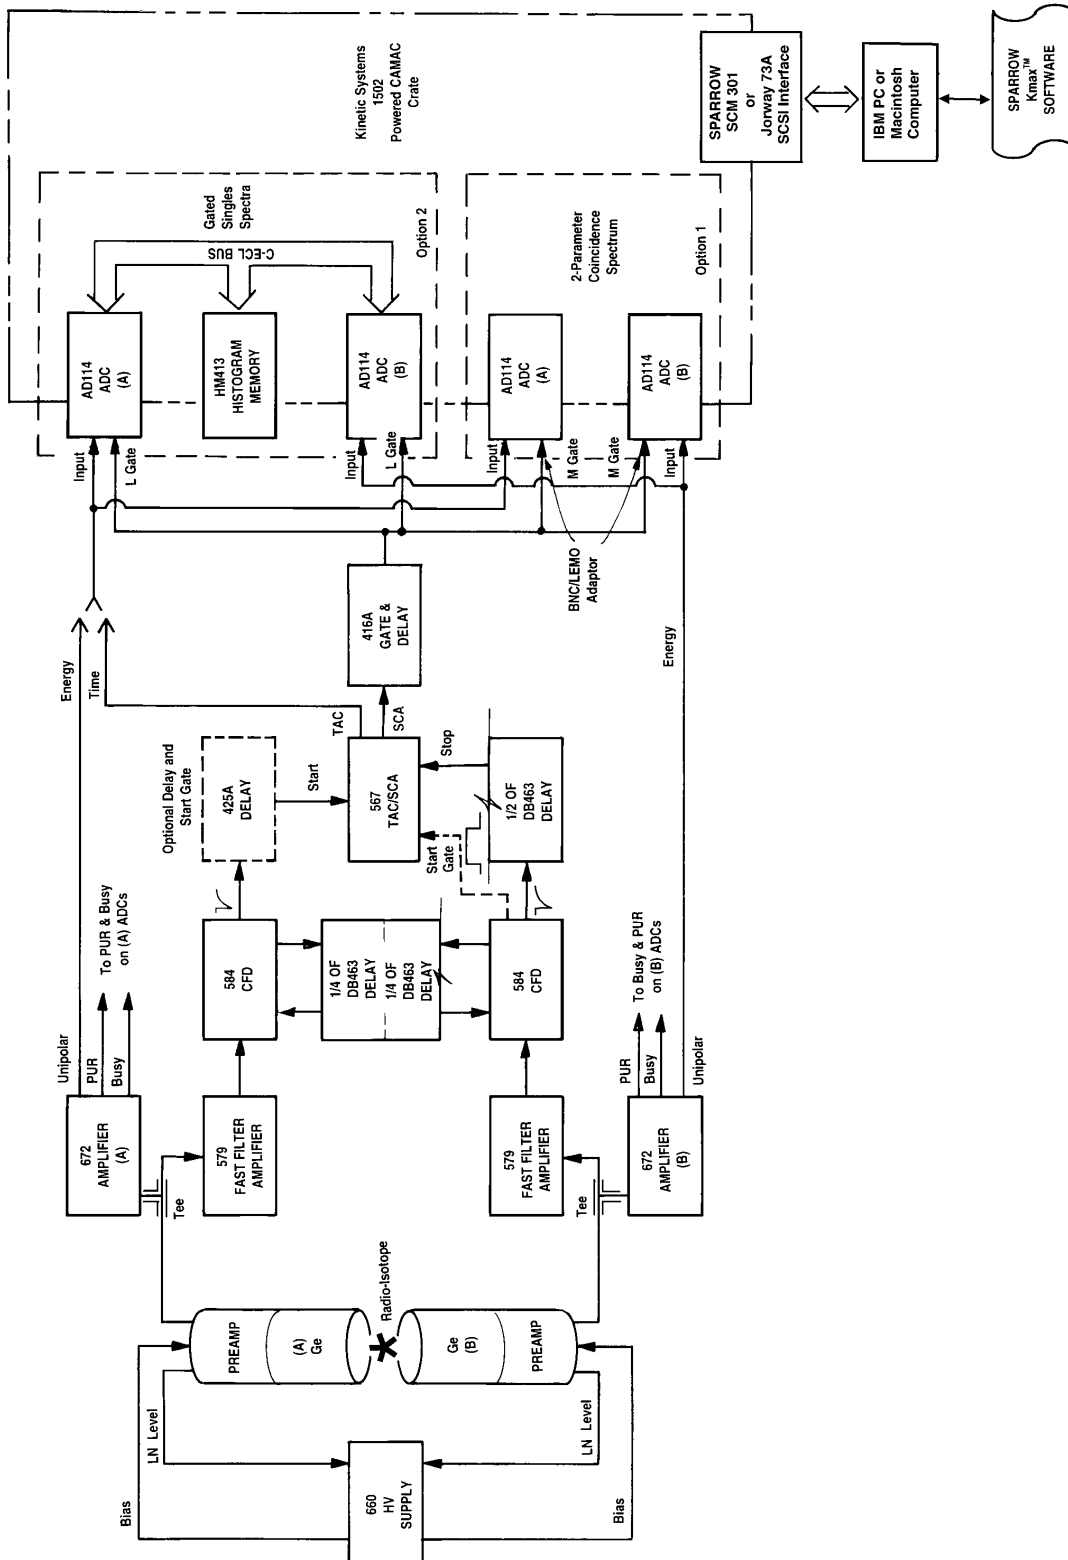 660
HV
SUPPLY
Bias
LN Level
Bias
LN Level
PREAMP
(A)
Ge
Radio-Isotope
Ge
(B)
PREAMP
Tee
672
AMPLIFIER
(A)
Unipolar
PUR
Busy
To PUR & Busy
on (A) ADCs
579
FAST FILTER
AMPLIFIER
579
FAST FILTER
AMPLIFIER
Tee
672
AMPLIFIER
(B)
PUR
Busy
Unipolar
To Busy & PUR
on (B) ADCs
584
CFD
1/4 OF
DB463
DELAY
1/4 OF
DB463
DELAY
584
CFD
Optional Delay and
Start Gate
425A
DELAY
Start
567
TAC/SCA
Start
Gate
Stop
1/2 OF
DB463
DELAY
TAC
SCA
Energy
Time
416A
GATE &
DELAY
Energy
BNC/LEMO
Adaptor
Input
L Gate
Input
L Gate
Input
M Gate
M Gate
Input
AD114
ADC
(A)
HM413
HISTOGRAM
MEMORY
AD114
ADC
(B)
C-ECL BUS
Gated
Singles
Spectra
Option 2
AD114
ADC
(A)
AD114
ADC
(B)
2-Parameter
Coincidence
Spectrum
Option 1
Kinetic Systems
1502
Powered CAMAC
Crate
SPARROW
SCM 301
or
Jorway 73A
SCSI Interface
IBM PC or
Macintosh
Computer
SPARROW
Kmax™
SOFTWARE